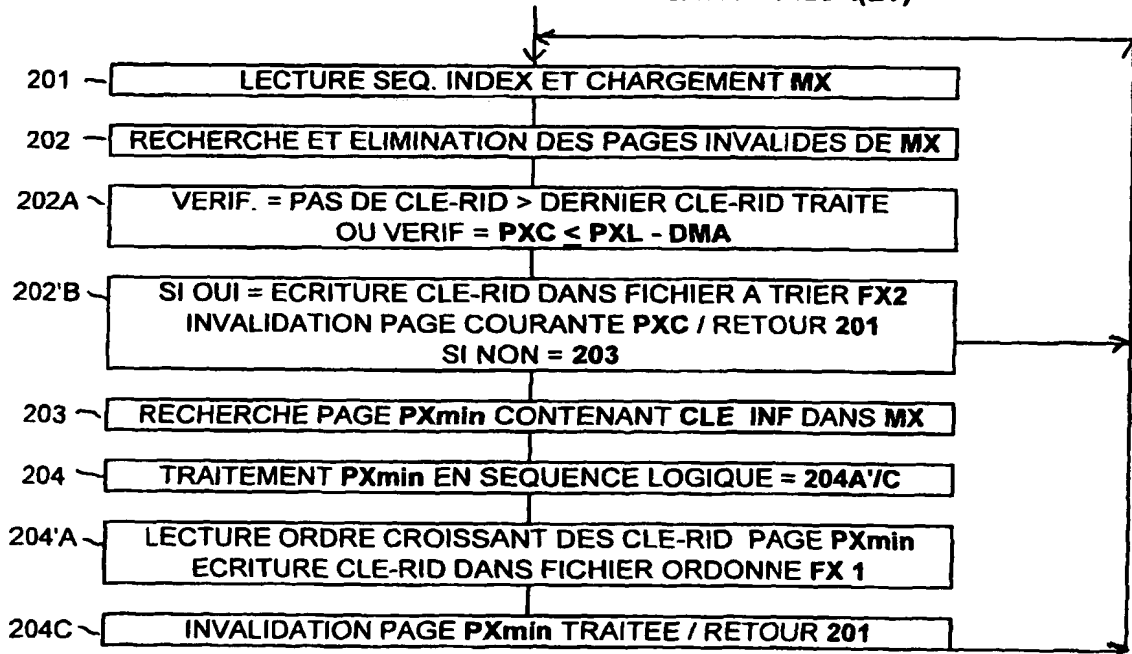 201 LECTURE SEQ. INDEX ET CHARGEMENT MX
202 RECHERCHE ET ELIMINATION DES PAGES INVALIDES DE MX
202A VERIF. = PAS DE CLE-RID > DERNIER CLE-RID TRAITE
OU VERIF = PXC ≤ PXL - DMA
202'B SI OUI = ECRITURE CLE-RID DANS FICHIER A TRIER FX2
INVALIDATION PAGE COURANTE PXC / RETOUR 201
SI NON = 203
203 RECHERCHE PAGE PXmin CONTENANT CLE INF DANS MX
204 TRAITEMENT PXmin EN SEQUENCE LOGIQUE = 204A'/C
204'A LECTURE ORDRE CROISSANT DES CLE-RID PAGE PXmin
ECRITURE CLE-RID DANS FICHIER ORDONNE FX 1
204C INVALIDATION PAGE PXmin TRAITEE / RETOUR 201